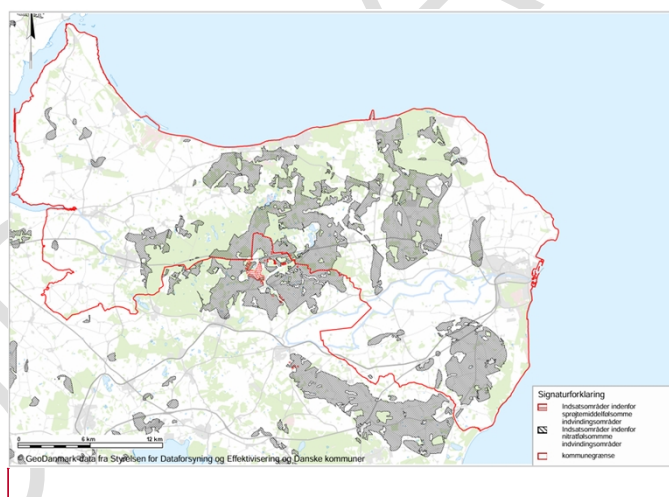 Signaturforklaring
Indsatsområder indenfor
sprøjtemiddelfølsomme
indvindingsområder
Indsatsområder indenfor
nitratfølsommme
indvindingsområder
kommunegrænse
0 6 km 12 km
© GeoDanmark-data fra Styrelsen for Dataforsyning og Effektivisering og Danske kommuner